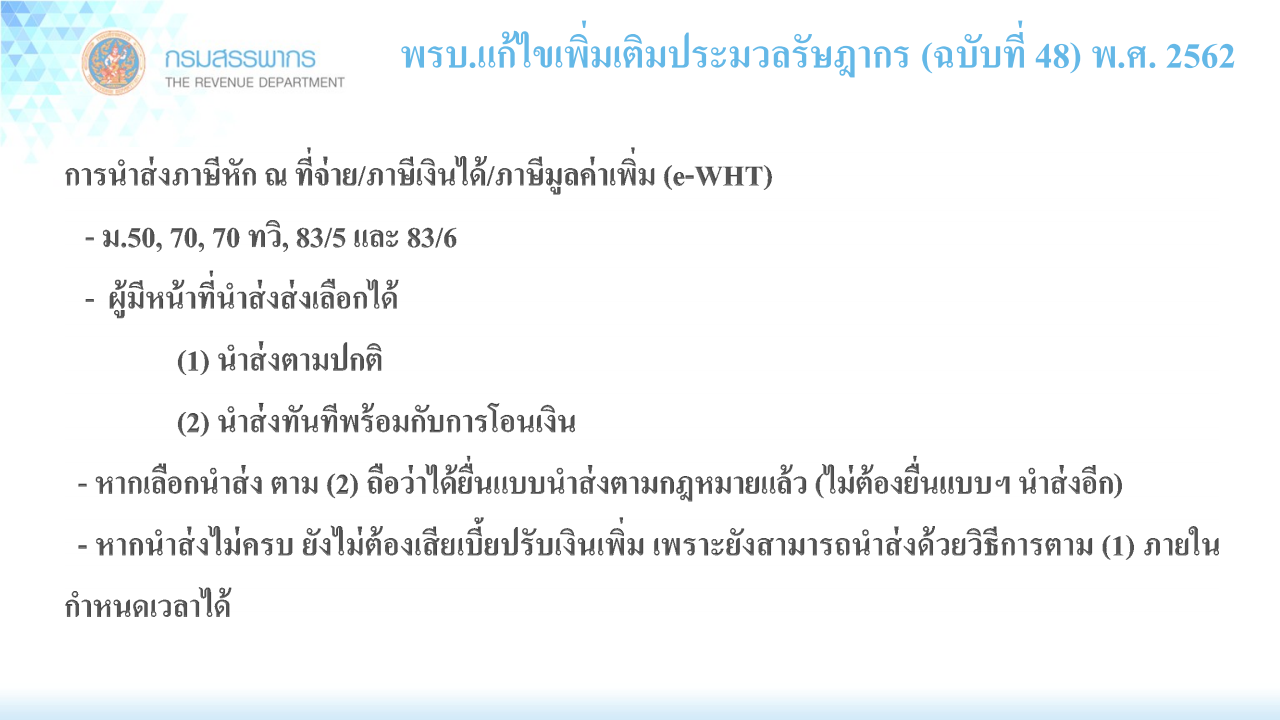 กรมสรรพากร
THE REVENUE DEPARTMENT
พรบ.แก้ไขเพิ่มเติมประมวลรัษฎากร (ฉบับที่ 48) พ.ศ. 2562
การนำส่งภาษีหัก ณ ที่จ่าย/ภาษีเงินได้/ภาษีมูลค่าเพิ่ม (e-WHT)
- ม.50, 70, 70 ทวิ, 83/5 และ 83/6
- ผู้มีหน้าที่นำส่งส่งเลือกได้
(1) นำส่งตามปกติ
(2) นำส่งทันทีพร้อมกับการโอนเงิน
- หากเลือกนำส่ง ตาม (2) ถือว่าได้ยื่นแบบนำส่งตามกฎหมายแล้ว (ไม่ต้องยื่นแบบฯ นำส่งอีก)
- หากนำส่งไม่ครบ ยังไม่ต้องเสียเบี้ยปรับเงินเพิ่ม เพราะยังสามารถนำส่งด้วยวิธีการตาม (1) ภายใน
กำหนดเวลาได้